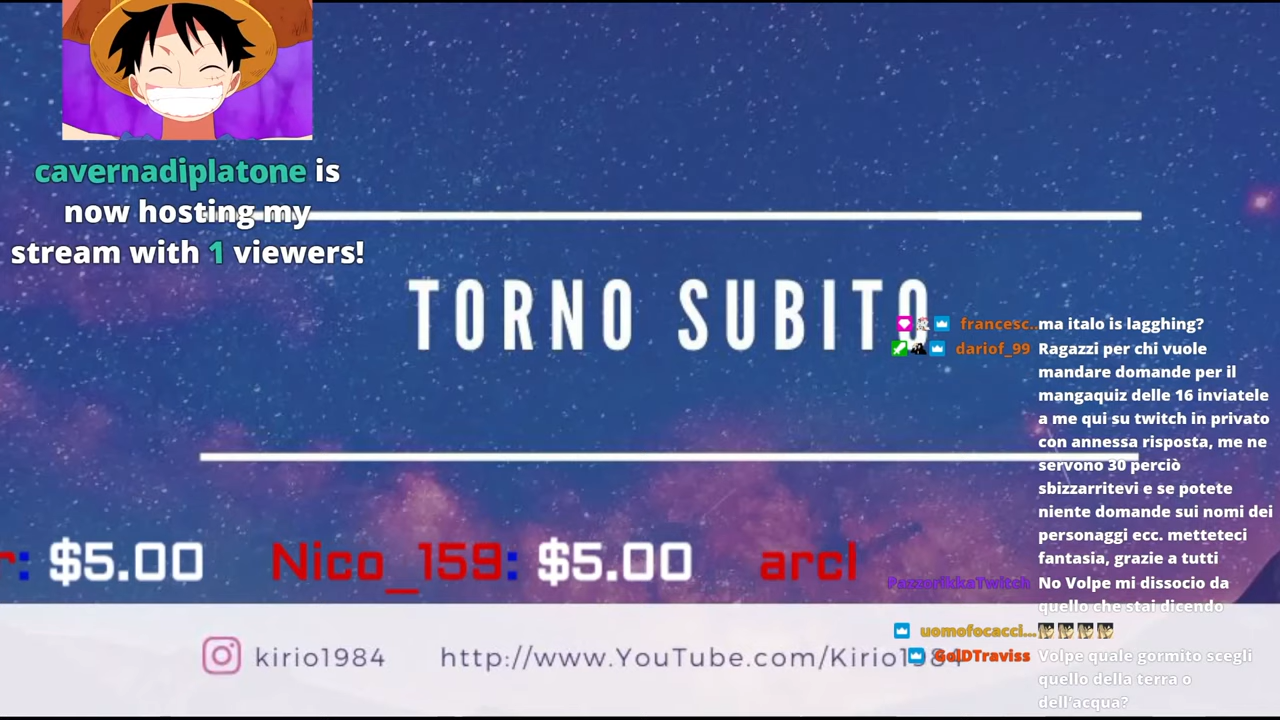 cavernadiplatone is
now hosting my
stream with 1 viewers!
TORNO SUBITO
francesc.. ma italo is lagghing?
dariof_99 Ragazzi per chi vuole
mandare domande per il
mangaquiz delle 16 inviatele
a me qui su twitch in privato
con annessa risposta, me ne
servono 30 perciò
sbizzarritevi e se potete
niente domande sui nomi dei
personaggi ecc. metteteci
fantasia, grazie a tutti
PazzerikkaTwitch No Volpe mi dissocio da
quello che stai dicendo
uomofocacci...
GolDTraviss Volpe quale gormito scegli
quello della terra o
dell'acqua?
r: $5.00 Nico_159: $5.00 arcl
kirio1984 http://www.YouTube.com/Kirio1984